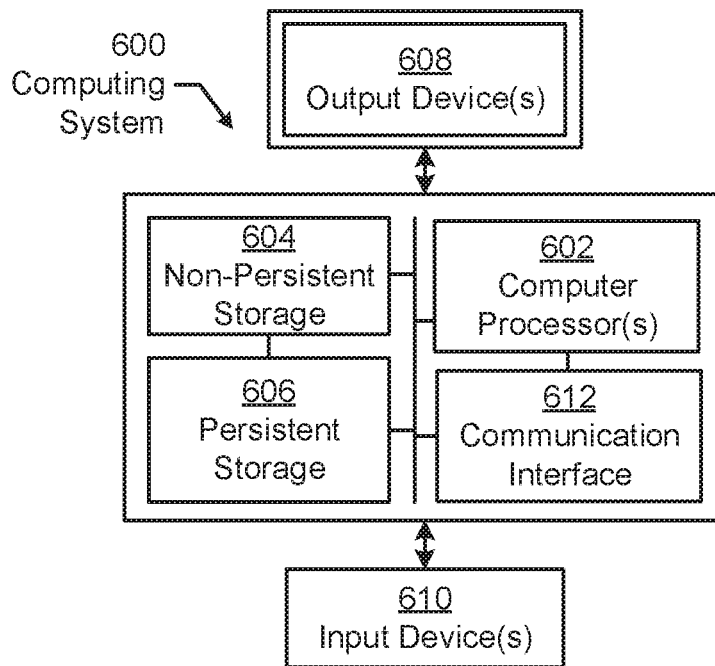 600
Computing
System
608
Output Device(s)
604
Non-Persistent
Storage
602
Computer
Processor(s)
606
Persistent
Storage
612
Communication
Interface
610
Input Device(s)